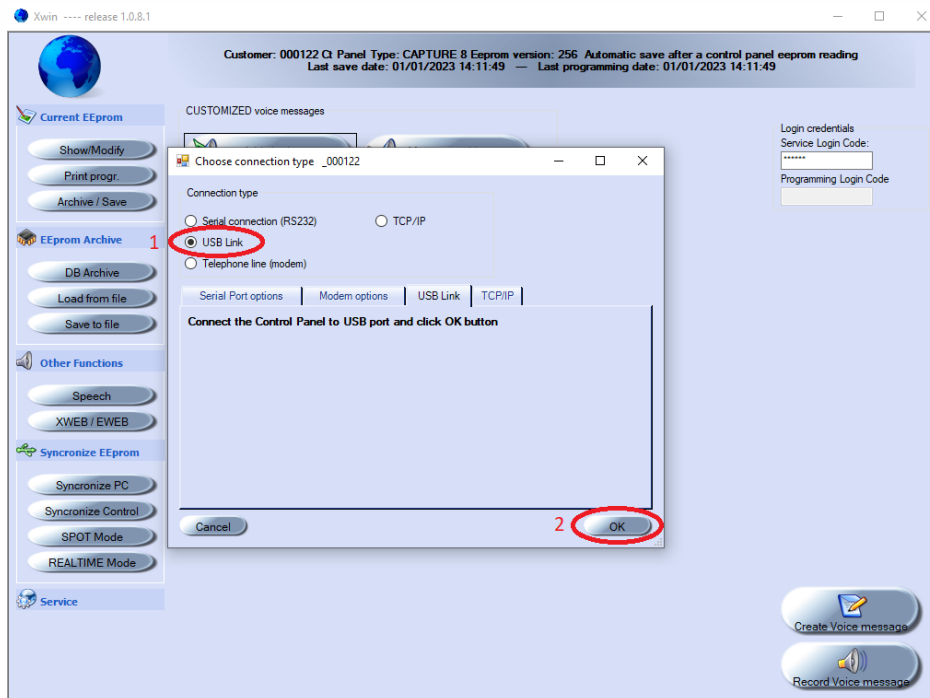 Xwin ---- release 1.0.8.1
Customer: 000122 Ct Panel Type: CAPTURE 8 Eeprom version: 256 Automatic save after a control panel eeprom reading
Last save date: 01/01/2023 14:11:49 — Last programming date: 01/01/2023 14:11:49
Current EEprom
Show/Modify
Print progr.
Archive / Save
EEprom Archive
DB Archive
Load from file
Save to file
Other Functions
Speech
XWEB / EWEB
Syncronize EEprom
Syncronize PC
Syncronize Control
SPOT Mode
REALTIME Mode
Service
CUSTOMIZED voice messages
Choose connection type _000122
Connection type
Serial connection (RS232)
TCP/IP
1
USB Link
Telephone line (modem)
Serial Port options
Modem options
USB Link
TCP/IP
Connect the Control Panel to USB port and click OK button
Cancel
2
OK
Login credentials
Service Login Code:
******
Programming Login Code
Create Voice message
Record Voice message